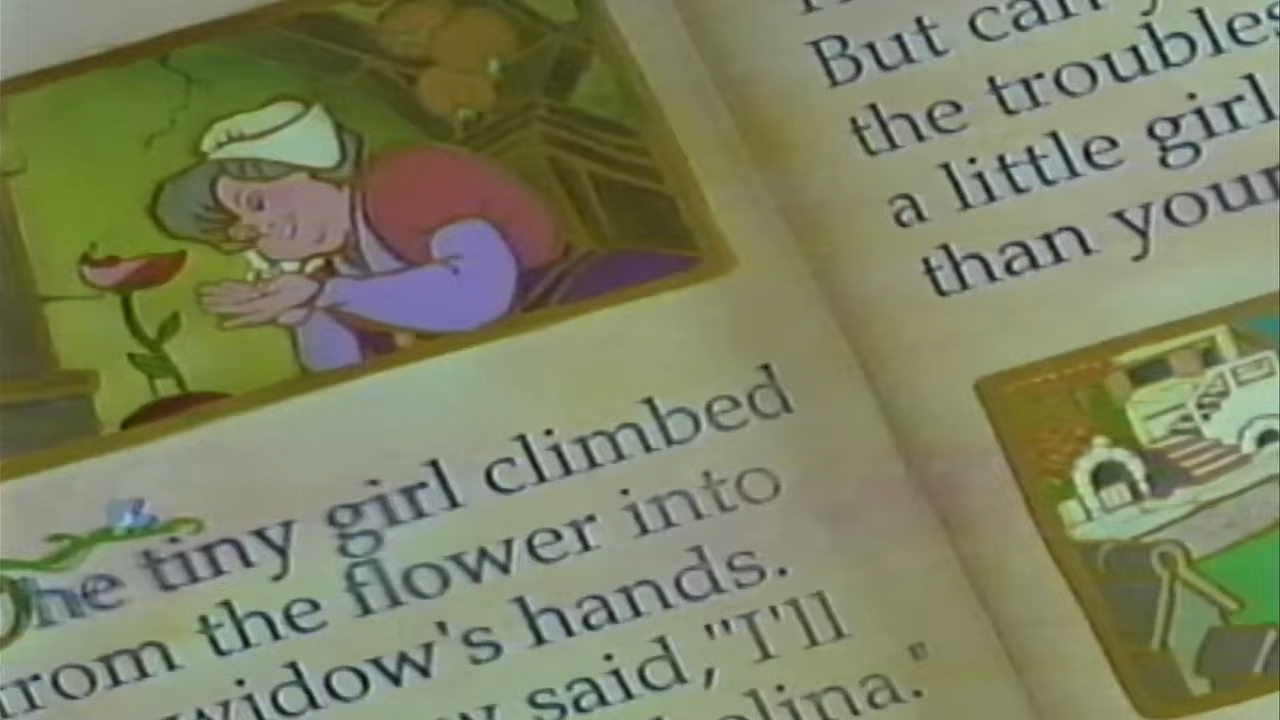 The tiny girl climbed
from the flower into
widow's hands.
said, "I'll
But can
the troubles
a little girl
than your